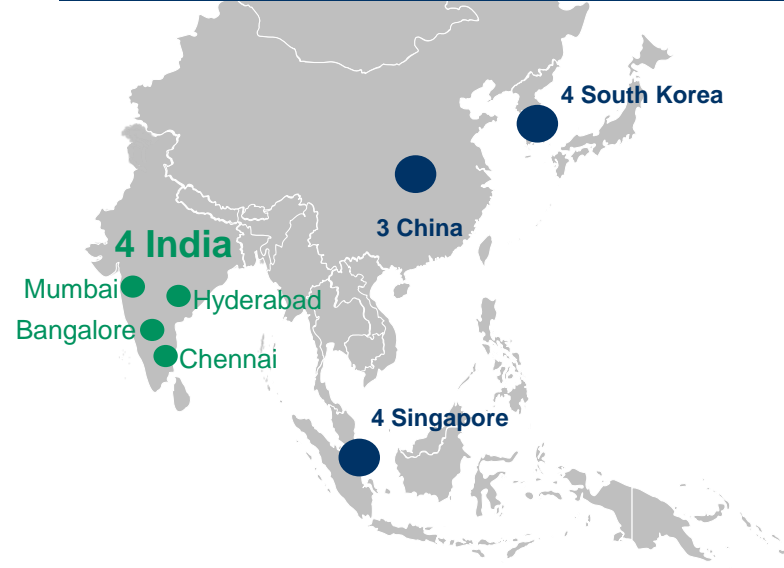 4 South Korea
3 China
4 India
Mumbai
Hyderabad
Bangalore
Chennai
4 Singapore